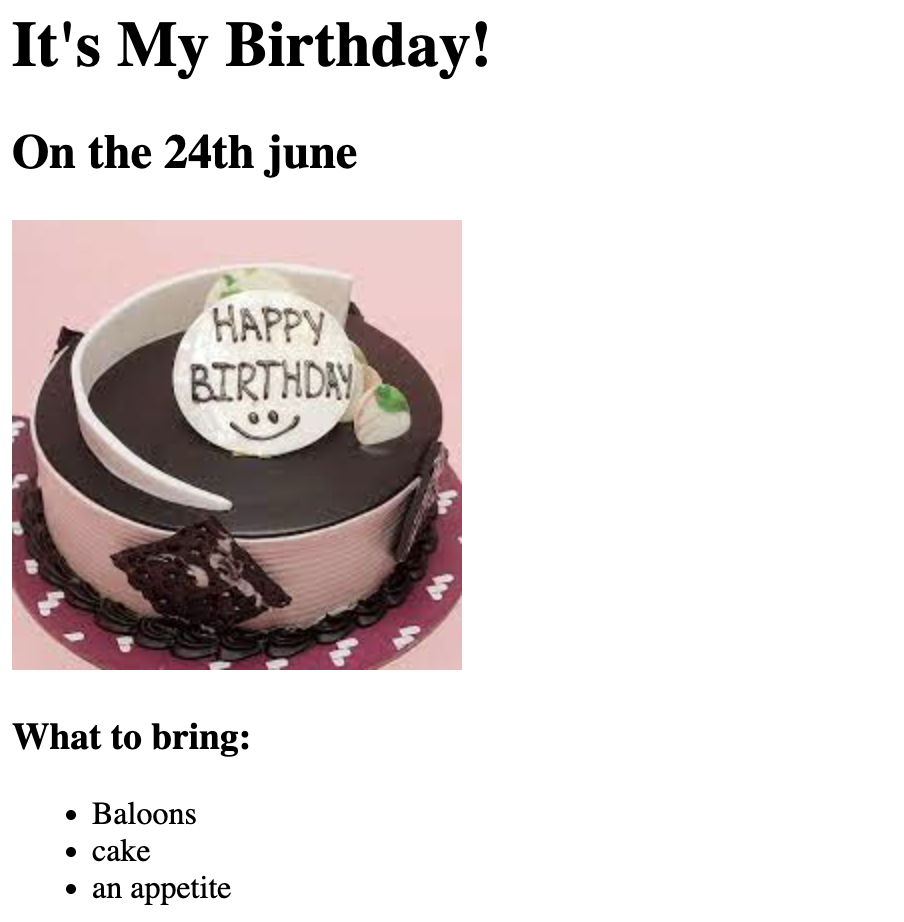 It's My Birthday!
On the 24th june
HAPPY
BIRTHDAY
What to bring:
Baloons
cake
an appetite